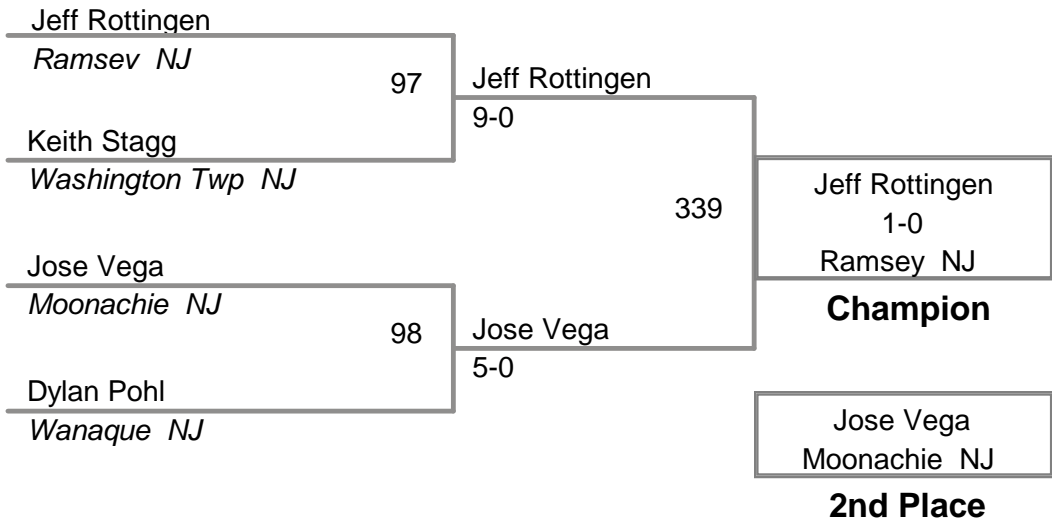 Jeff Rottingen
Ramsev NJ
97
Jeff Rottingen
9-0
Keith Stagg
Washington Twp NJ
339
Jeff Rottingen
1-0
Ramsey NJ
Champion
Jose Vega
Moonachie NJ
98
Jose Vega
5-0
Dylan Pohl
Wanaque NJ
Jose Vega
Moonachie NJ
2nd Place